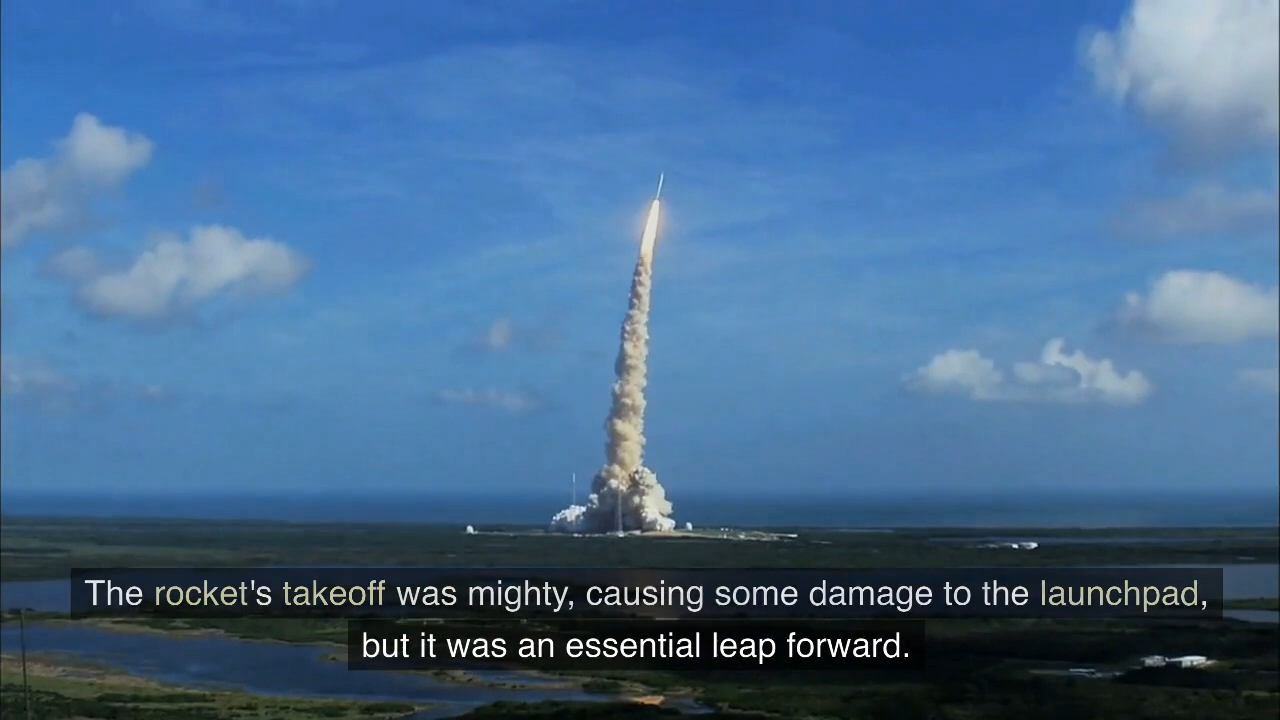 The rocket's takeoff was mighty, causing some damage to the launchpad,
but it was an essential leap forward.